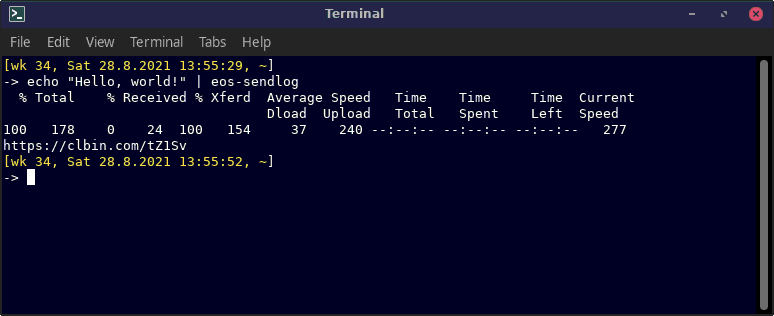 Terminal
File Edit View Terminal Tabs Help
[wk 34, Sat 28.8.2021 13:55:29, ~]
-> echo "Hello, world!" | eos-sendlog
  % Total    % Received % Xferd  Average Speed   Time    Time     Time  Current
                                 Dload  Upload   Total   Spent    Left  Speed
100   178    0    24  100   154     37    240 --:--:-- --:--:-- --:--:--   277
https://clbin.com/tZ1Sv
[wk 34, Sat 28.8.2021 13:55:52, ~]
->